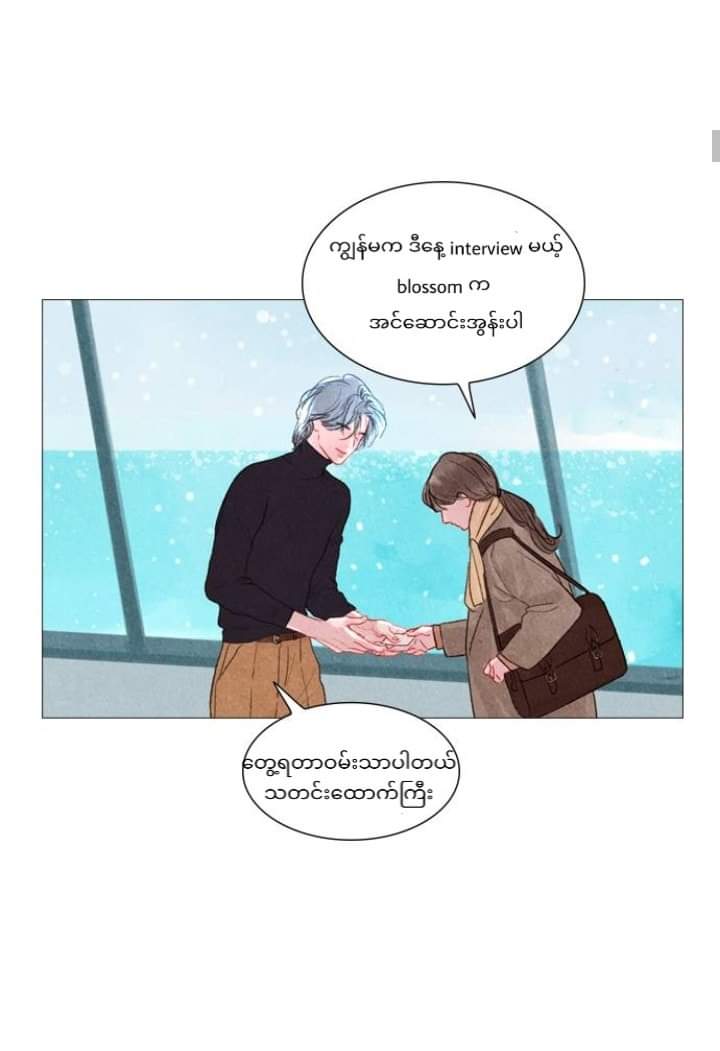 ကျွန်မက ဒီနေ့ interview မယ့်
blossom က
အင်ဆောင်းအွန်းပါ
တွေ့ရတာဝမ်းသာပါတယ်
သတင်းထောက်ကြီး